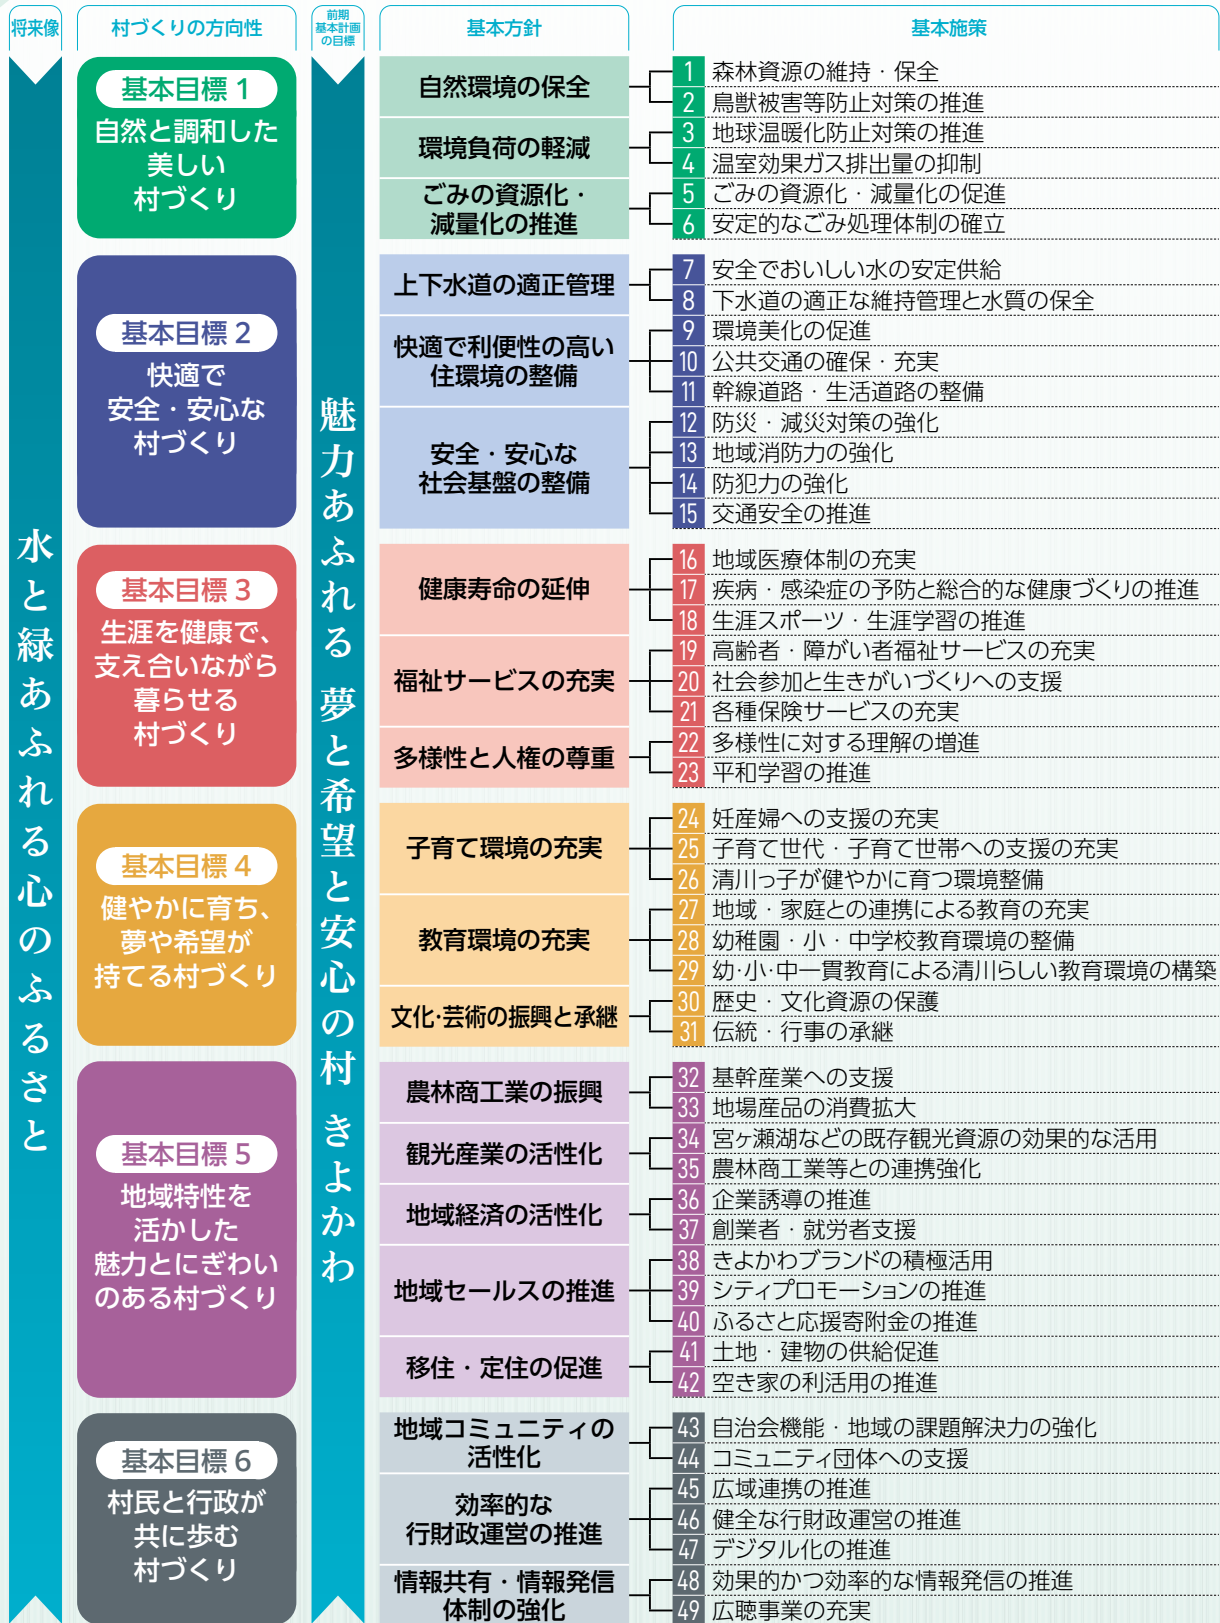 将来像
村づくりの方向性
前期
基本計画
の目標
基本方針
基本施策
水と緑あふれる心のふるさと
魅力あふれる 夢と希望と安心の村 きよかわ
基本目標 1
自然と調和した
美しい
村づくり
自然環境の保全
1 森林資源の維持・保全
2 鳥獣被害等防止対策の推進
環境負荷の軽減
3 地球温暖化防止対策の推進
4 温室効果ガス排出量の抑制
ごみの資源化・
減量化の推進
5 ごみの資源化・減量化の促進
6 安定的なごみ処理体制の確立
基本目標 2
快適で
安全・安心な
村づくり
上下水道の適正管理
7 安全でおいしい水の安定供給
8 下水道の適正な維持管理と水質の保全
快適で利便性の高い
住環境の整備
9 環境美化の促進
10 公共交通の確保・充実
11 幹線道路・生活道路の整備
安全・安心な
社会基盤の整備
12 防災・減災対策の強化
13 地域消防力の強化
14 防犯力の強化
15 交通安全の推進
基本目標 3
生涯を健康で、
支え合いながら
暮らせる
村づくり
健康寿命の延伸
16 地域医療体制の充実
17 疾病・感染症の予防と総合的な健康づくりの推進
18 生涯スポーツ・生涯学習の推進
福祉サービスの充実
19 高齢者・障がい者福祉サービスの充実
20 社会参加と生きがいづくりへの支援
21 各種保険サービスの充実
多様性と人権の尊重
22 多様性に対する理解の増進
23 平和学習の推進
基本目標 4
健やかに育ち、
夢や希望が
持てる村づくり
子育て環境の充実
24 妊産婦への支援の充実
25 子育て世代・子育て世帯への支援の充実
26 清川っ子が健やかに育つ環境整備
教育環境の充実
27 地域・家庭との連携による教育の充実
28 幼稚園・小・中学校教育環境の整備
29 幼・小・中一貫教育による清川らしい教育環境の構築
文化・芸術の振興と承継
30 歴史・文化資源の保護
31 伝統・行事の承継
基本目標 5
地域特性を
活かした
魅力とにぎわい
のある村づくり
農林商工業の振興
32 基幹産業への支援
33 地場産品の消費拡大
観光産業の活性化
34 宮ヶ瀬湖などの既存観光資源の効果的な活用
35 農林商工業等との連携強化
地域経済の活性化
36 企業誘導の推進
37 創業者・就労者支援
地域セールスの推進
38 きよかわブランドの積極活用
39 シティプロモーションの推進
40 ふるさと応援寄附金の推進
移住・定住の促進
41 土地・建物の供給促進
42 空き家の利活用の推進
基本目標 6
村民と行政が
共に歩む
村づくり
地域コミュニティの
活性化
43 自治会機能・地域の課題解決力の強化
44 コミュニティ団体への支援
効率的な
行財政運営の推進
45 広域連携の推進
46 健全な行財政運営の推進
47 デジタル化の推進
情報共有・情報発信
体制の強化
48 効果的かつ効率的な情報発信の推進
49 広聴事業の充実